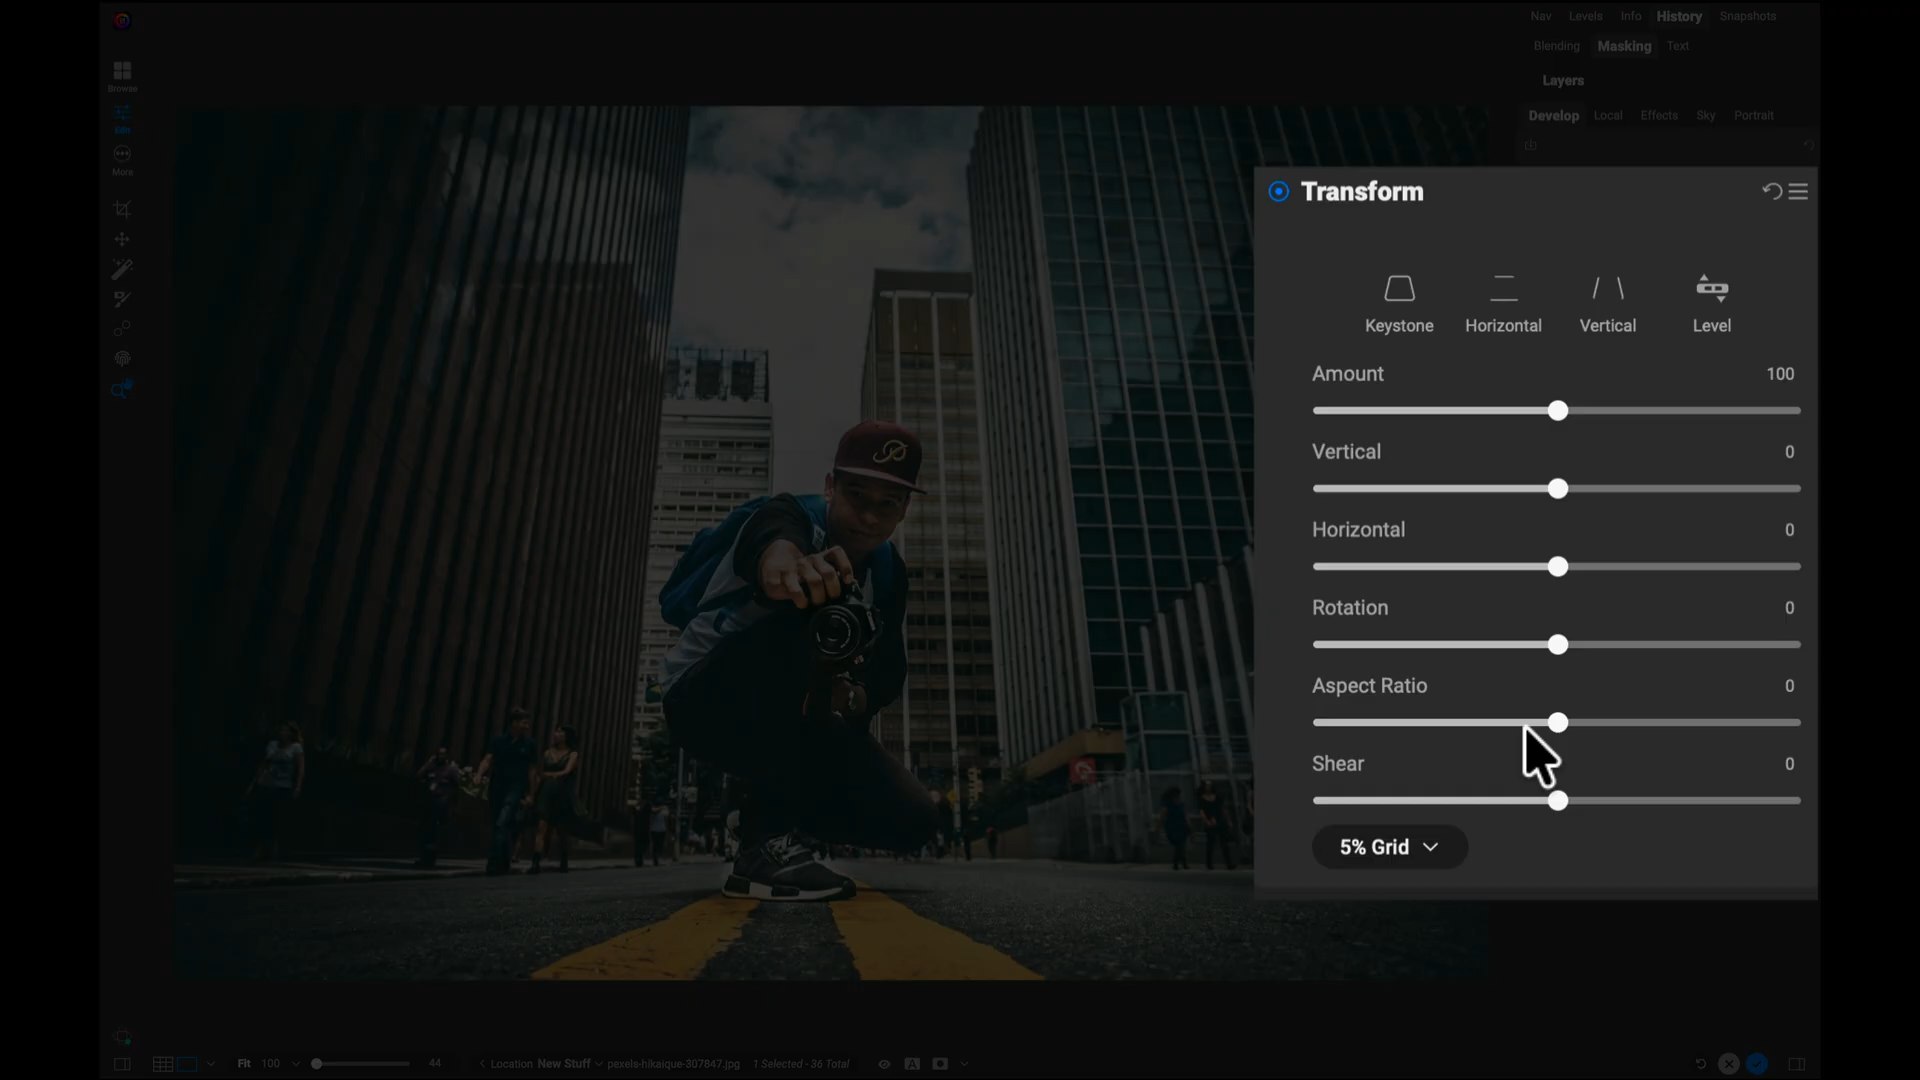 Nav Levels Info History Snapshots
Blending Masking Text
Browse
Layers
Edit
Develop Local Effects Sky Portrait
More
Transform
Keystone Horizontal Vertical Level
Amount 100
Vertical 0
Horizontal 0
Rotation 0
Aspect Ratio 0
Shear 0
5% Grid
Fit 100 44 Location New Stuff pexels-hikaique-307847.jpg 1 Selected - 36 Total A